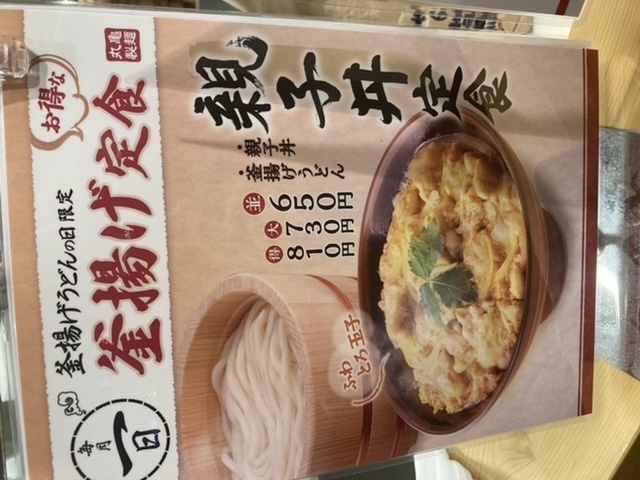 毎月
一日
釜揚げうどんの日限定
お得な
釜揚げ定食
丸亀
製麺
親子丼定食
・親子丼
・釜揚げうどん
並 650円
大 730円
得 810円
ふわ
とろ玉子